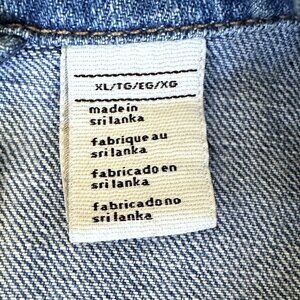 XL/TG/EG/XG
made in
sri lanka
fabrique au
sri lanka
fabricado en
sri lanka
fabricado no
sri lanka